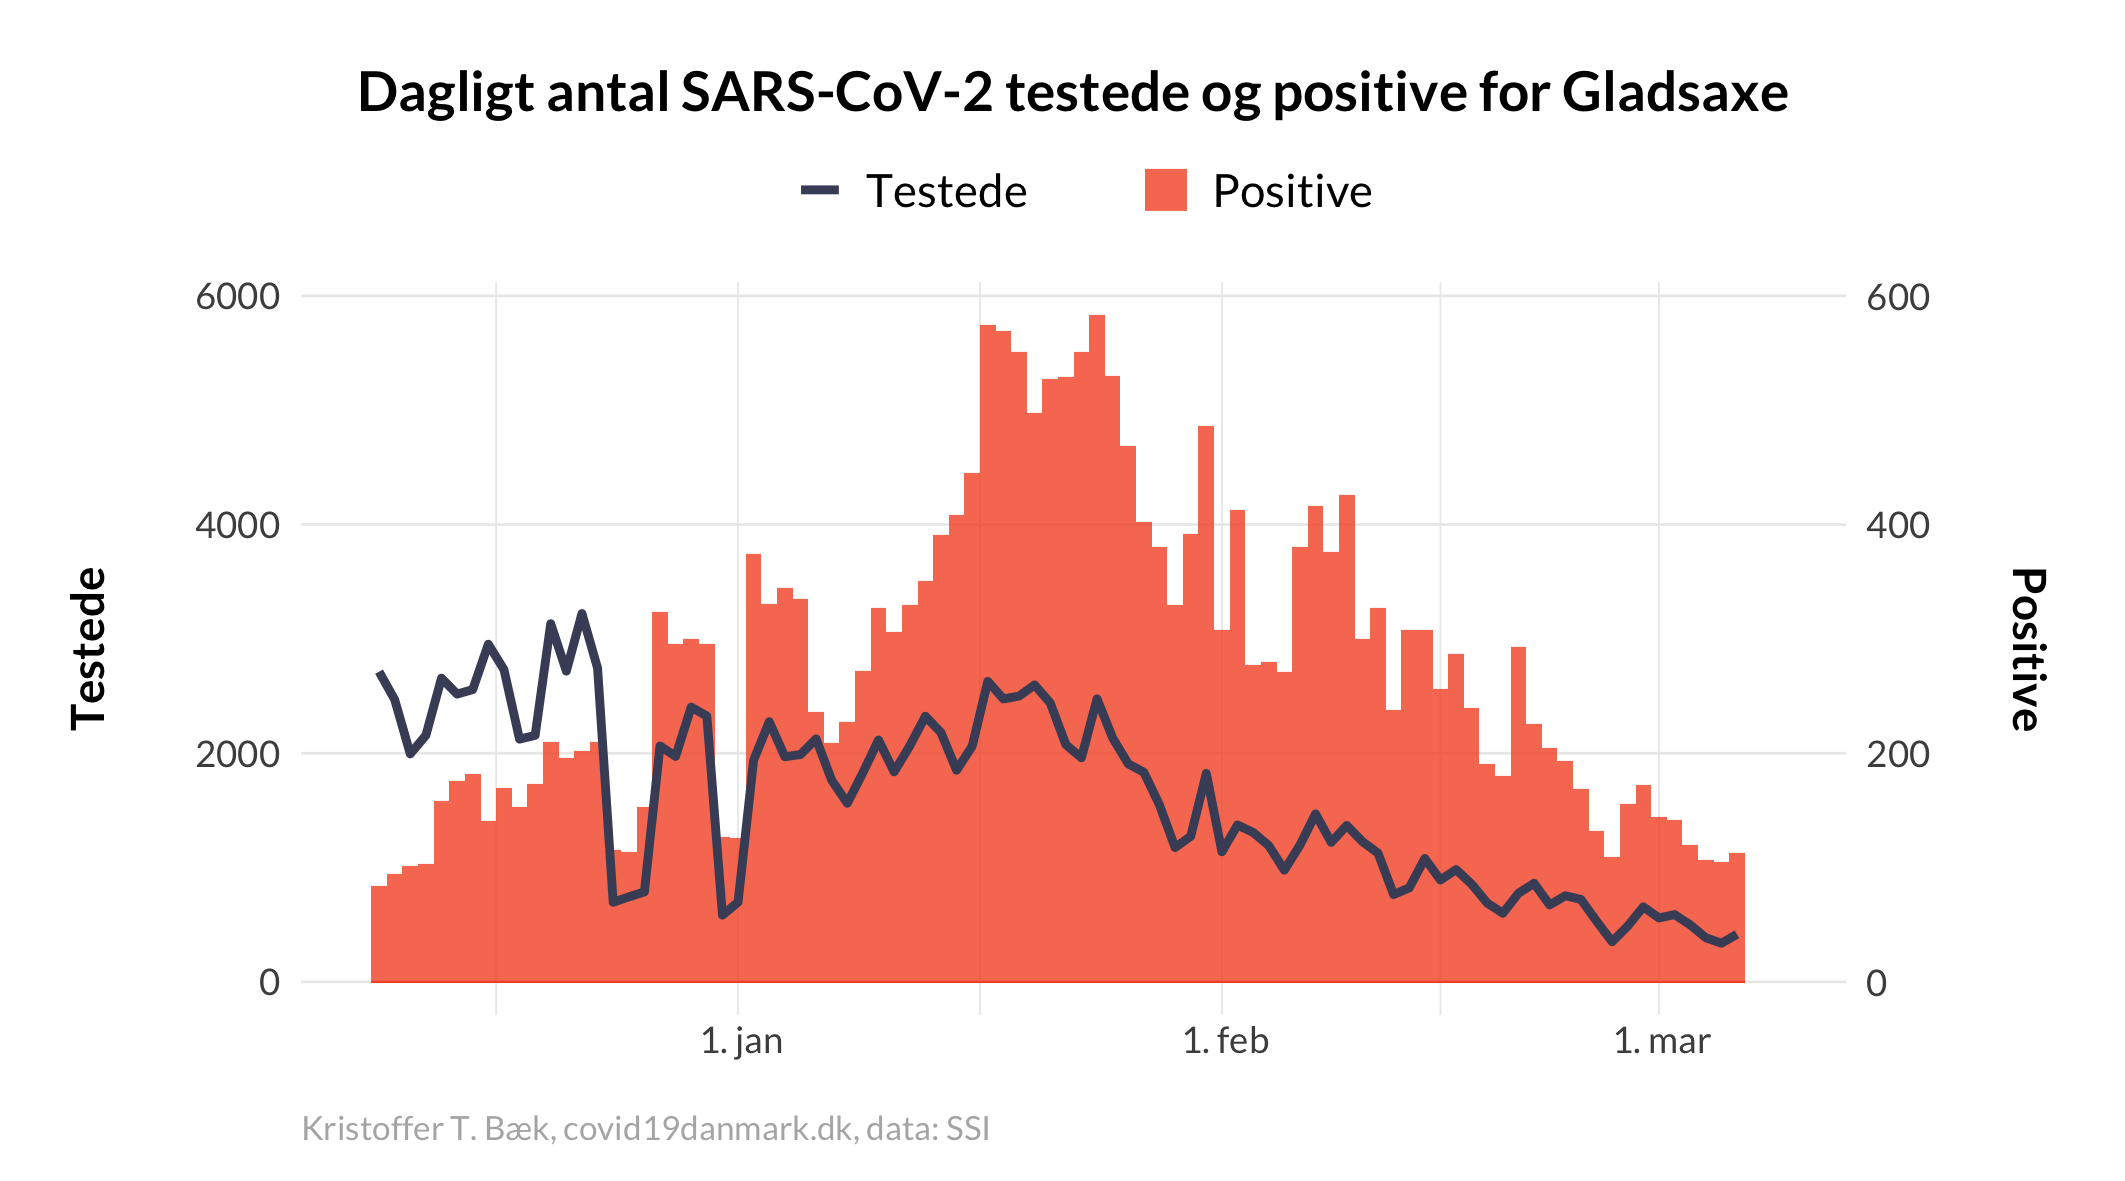 Dagligt antal SARS-CoV-2 testede og positive for Gladsaxe
Testede
Positive
6000
4000
2000
0
Testede
600
400
200
0
Positive
1. jan
1. feb
1. mar
Kristoffer T. Bæk, covid19danmark.dk, data: SSI